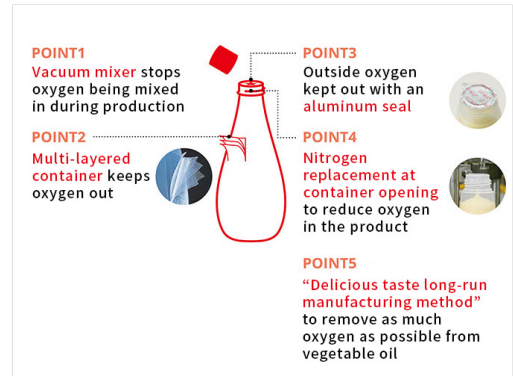 POINT1
Vacuum mixer stops
oxygen being mixed
in during production
POINT2
Multi-layered
container keeps
oxygen out
POINT3
Outside oxygen
kept out with an
aluminum seal
POINT4
Nitrogen
replacement at
container opening
to reduce oxygen
in the product
POINT5
“Delicious taste long-run
manufacturing method”
to remove as much
oxygen as possible from
vegetable oil